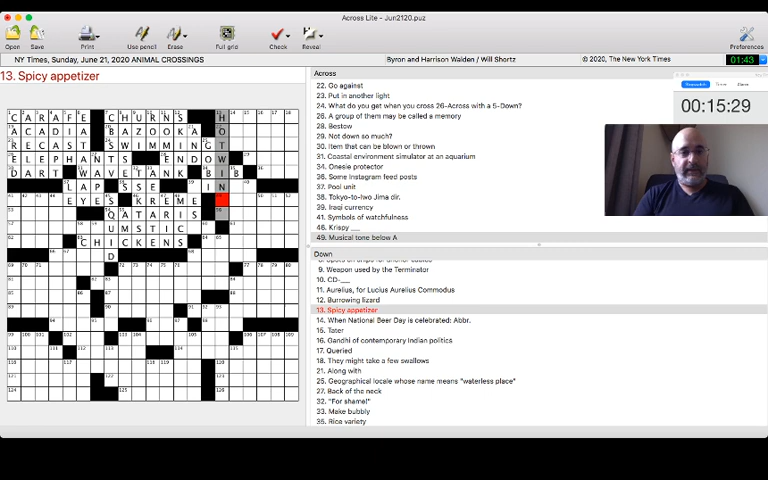 Across Lite - Jun2120.puz
Open
Save
Print
Use pencil
Erase
Full grid
Check
Reveal
Preferences
NY Times, Sunday, June 21, 2020 ANIMAL CROSSINGS
Byron and Harrison Walden / Will Shortz
© 2020, The New York Times
01:43
13. Spicy appetizer
CARAFE CHURNS H
ACADIA BAZOOKA O
RECAST SWIMMING T
ELEPHANTS ENDOW
DART WAVETANK BIB
LAP SSE IN
EYES KREME
QATARIS
UMSTIC
CHICKENS
D
Across
22. Go against
23. Put in another light
24. What do you get when you cross 26-Across with a 5-Down?
26. A group of them may be called a memory
28. Bestow
29. Not down so much?
30. Item that can be blown or thrown
31. Coastal environment simulator at an aquarium
34. Onesie protector
36. Some Instagram feed posts
37. Pool unit
38. Tokyo-to-Iwo Jima dir.
39. Iraqi currency
41. Symbols of watchfulness
46. Krispy ___
49. Musical tone below A
00:15:29
Down
9. Weapon used by the Terminator
10. CD-___
11. Aurelius, for Lucius Aurelius Commodus
12. Burrowing lizard
13. Spicy appetizer
14. When National Beer Day is celebrated: Abbr.
15. Tater
16. Gandhi of contemporary Indian politics
17. Queried
18. They might take a few swallows
21. Along with
25. Geographical locale whose name means "waterless place"
27. Back of the neck
32. "For shame!"
33. Make bubbly
35. Rice variety